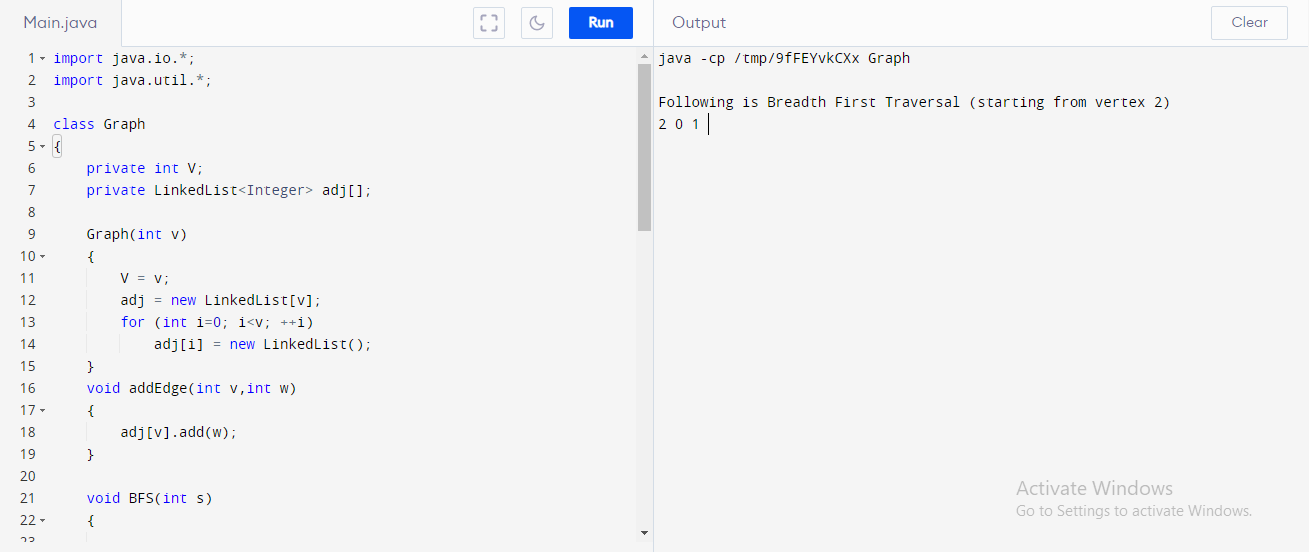 Main.java
Run
1 import java.io.*;
2 import java.util.*;
3
4 class Graph
5 {
6 private int V;
7 private LinkedList<Integer> adj[];
8
9 Graph(int v)
10 {
11 V = v;
12 adj = new LinkedList[v];
13 for (int i=0; i<v; ++i)
14 adj[i] = new LinkedList();
15 }
16 void addEdge(int v,int w)
17 {
18 adj[v].add(w);
19 }
20
21 void BFS(int s)
22 {
23
Output
Clear
java -cp /tmp/9fFEYvkCXx Graph
Following is Breadth First Traversal (starting from vertex 2)
2 0 1
Activate Windows
Go to Settings to activate Windows.